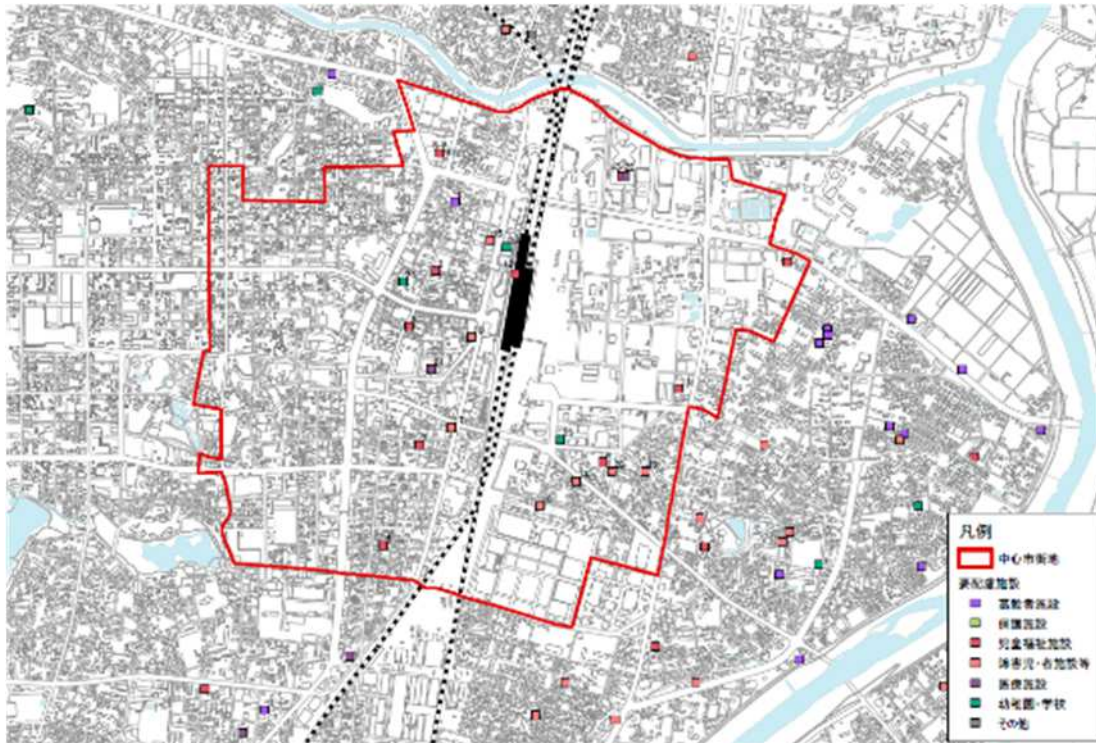 凡例
中心市街地
要配慮施設
高齢者施設
保護施設
児童福祉施設
障害児・者施設等
医療施設
幼稚園・学校
その他